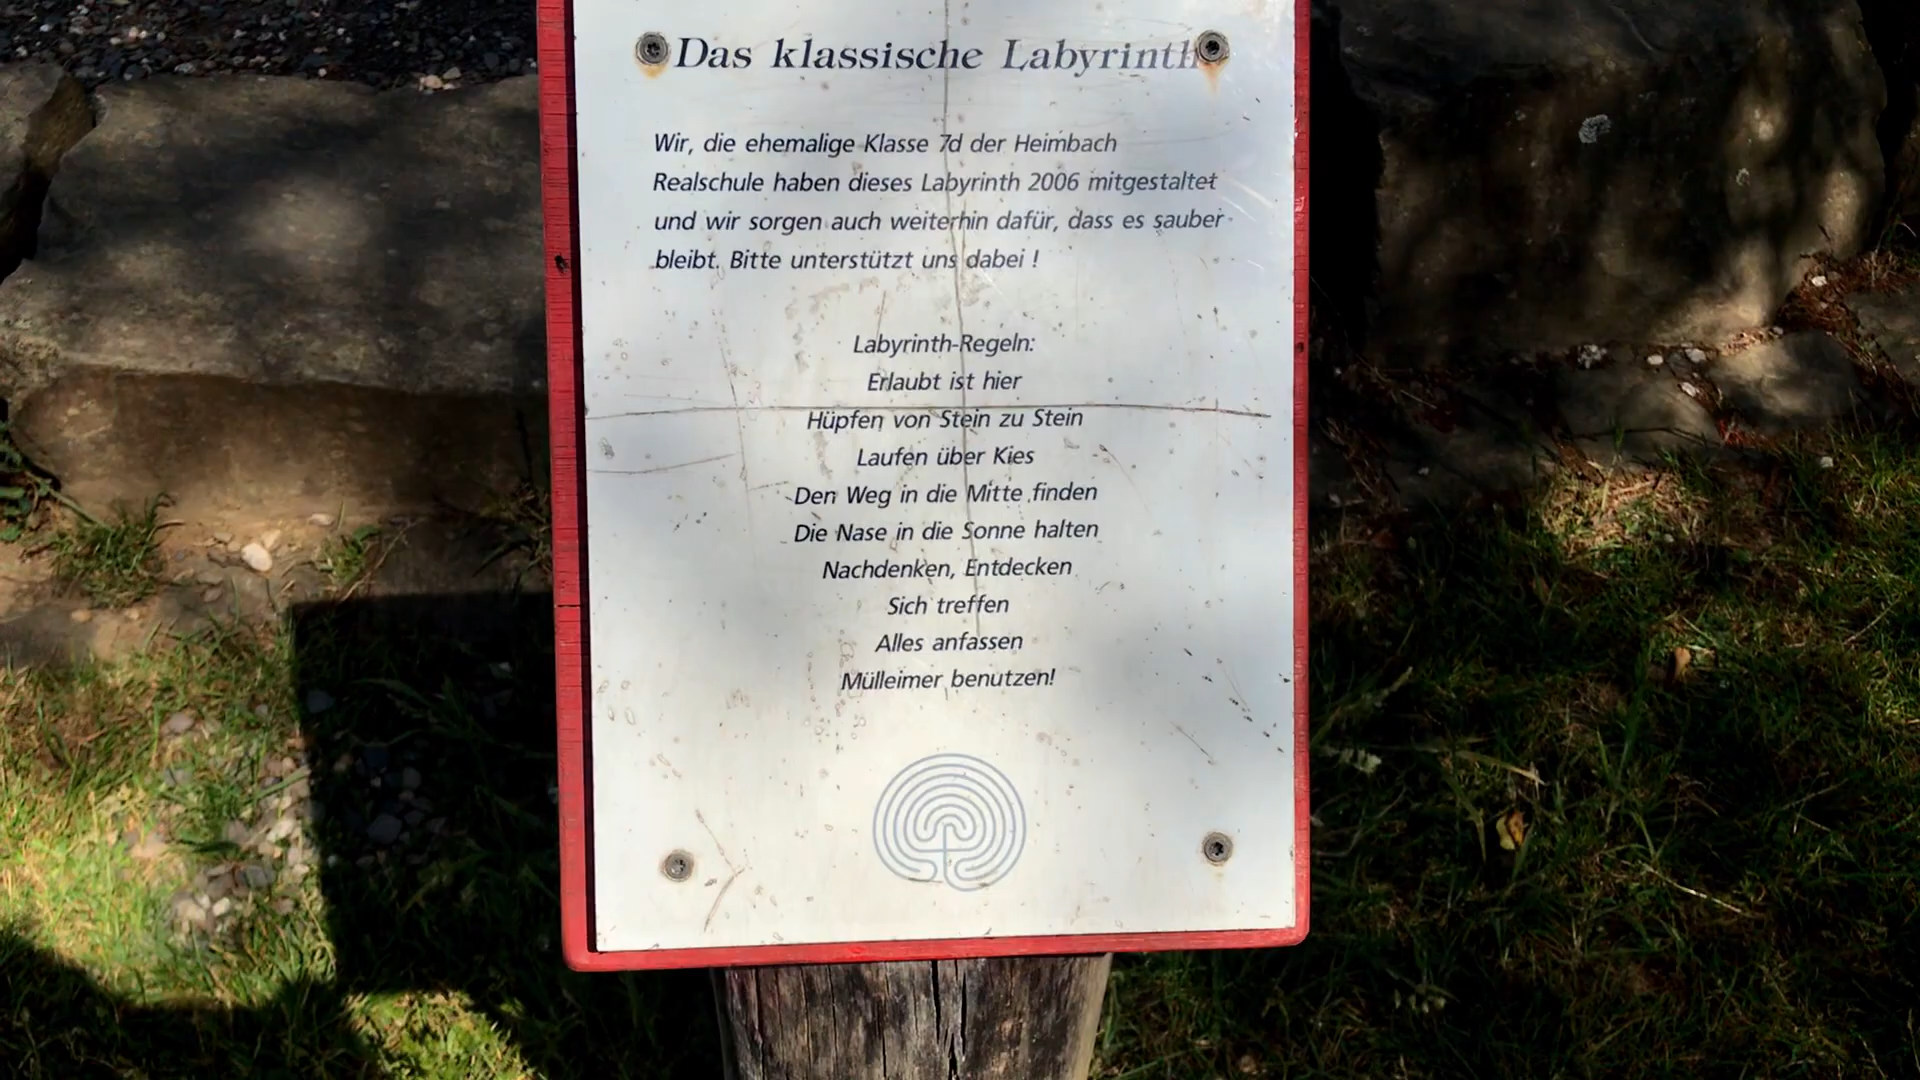 Das klassische Labyrinth
Wir, die ehemalige Klasse 7d der Heimbach
Realschule haben dieses Labyrinth 2006 mitgestaltet
und wir sorgen auch weiterhin dafür, dass es sauber
bleibt. Bitte unterstützt uns dabei !
Labyrinth-Regeln:
Erlaubt ist hier
Hüpfen von Stein zu Stein
Laufen über Kies
Den Weg in die Mitte finden
Die Nase in die Sonne halten
Nachdenken, Entdecken
Sich treffen
Alles anfassen
Mülleimer benutzen!